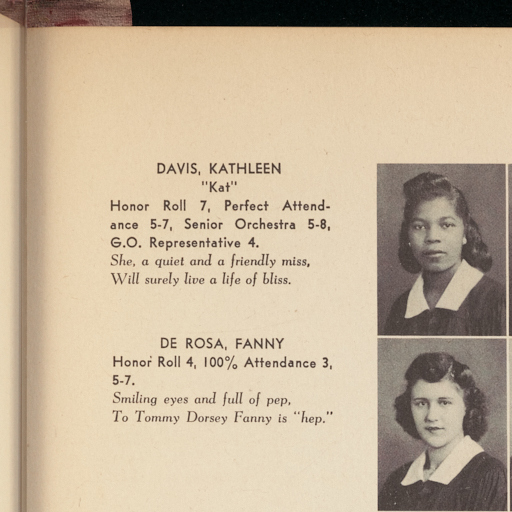 DAVIS, KATHLEEN
"Kat"
Honor Roll 7, Perfect Attend-
ance 5-7, Senior Orchestra 5-8,
G.O. Representative 4.
She, a quiet and a friendly miss,
Will surely live a life of bliss.
DE ROSA, FANNY
Honor Roll 4, 100% Attendance 3,
5-7.
Smiling eyes and full of pep,
To Tommy Dorsey Fanny is "hep."